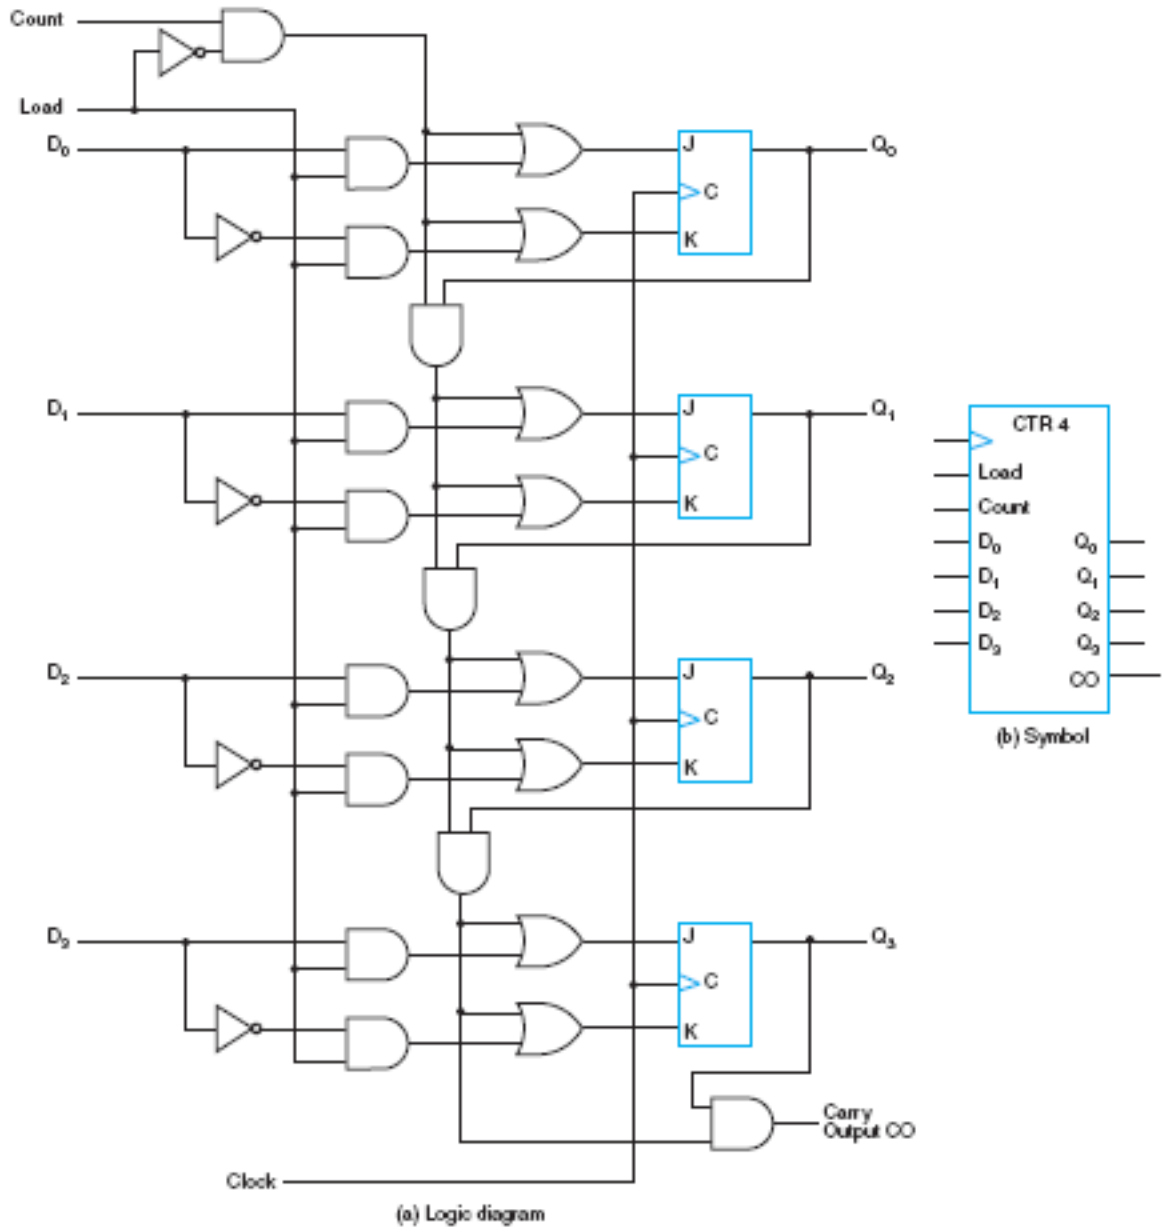 Count
Load
D₀
J
C
K
Q₀
D₁
J
C
K
Q₁
D₂
J
C
K
Q₂
D₃
J
C
K
Q₃
Carry
Output CO
Clock
(a) Logic diagram
CTR 4
Load
Count
D₀ Q₀
D₁ Q₁
D₂ Q₂
D₃ Q₃
CO
(b) Symbol